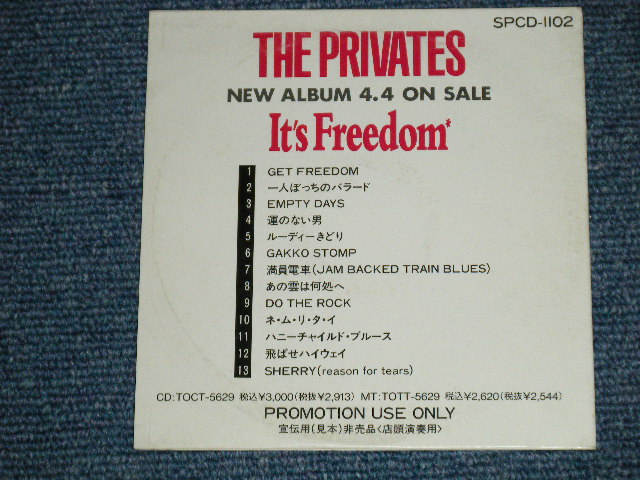 SPCD-1102
THE PRIVATES
NEW ALBUM 4.4 ON SALE
It's Freedom*
1 GET FREEDOM
2 一人ぼっちのバラード
3 EMPTY DAYS
4 運のない男
5 ルーディーきどり
6 GAKKO STOMP
7 満員電車(JAM BACKED TRAIN BLUES)
8 あの雲は何処へ
9 DO THE ROCK
10 ネ・ム・リ・タ・イ
11 ハニーチャイルド・ブルース
12 飛ばせハイウェイ
13 SHERRY(reason for tears)
CD:TOCT-5629 税込¥3,000(税抜¥2,913) MT:TOTT-5629 税込¥2,620(税抜¥2,544)
PROMOTION USE ONLY
宣伝用(見本)非売品〈店頭演奏用〉